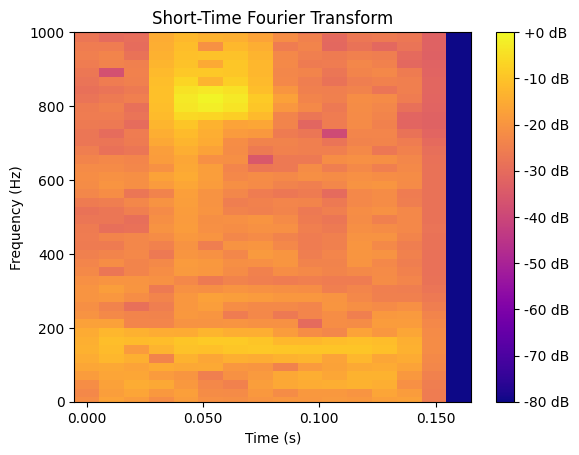 Short-Time Fourier Transform
1000
800
600
400
200
0
Frequency (Hz)
0.000
0.050
0.100
0.150
Time (s)
+0 dB
-10 dB
-20 dB
-30 dB
-40 dB
-50 dB
-60 dB
-70 dB
-80 dB